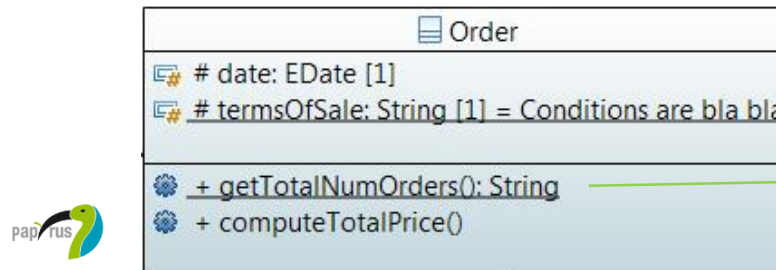 Order
# date: EDate [1]
# termsOfSale: String [1] = Conditions are bla bla
+ getTotalNumOrders(): String
+ computeTotalPrice()
papyrus